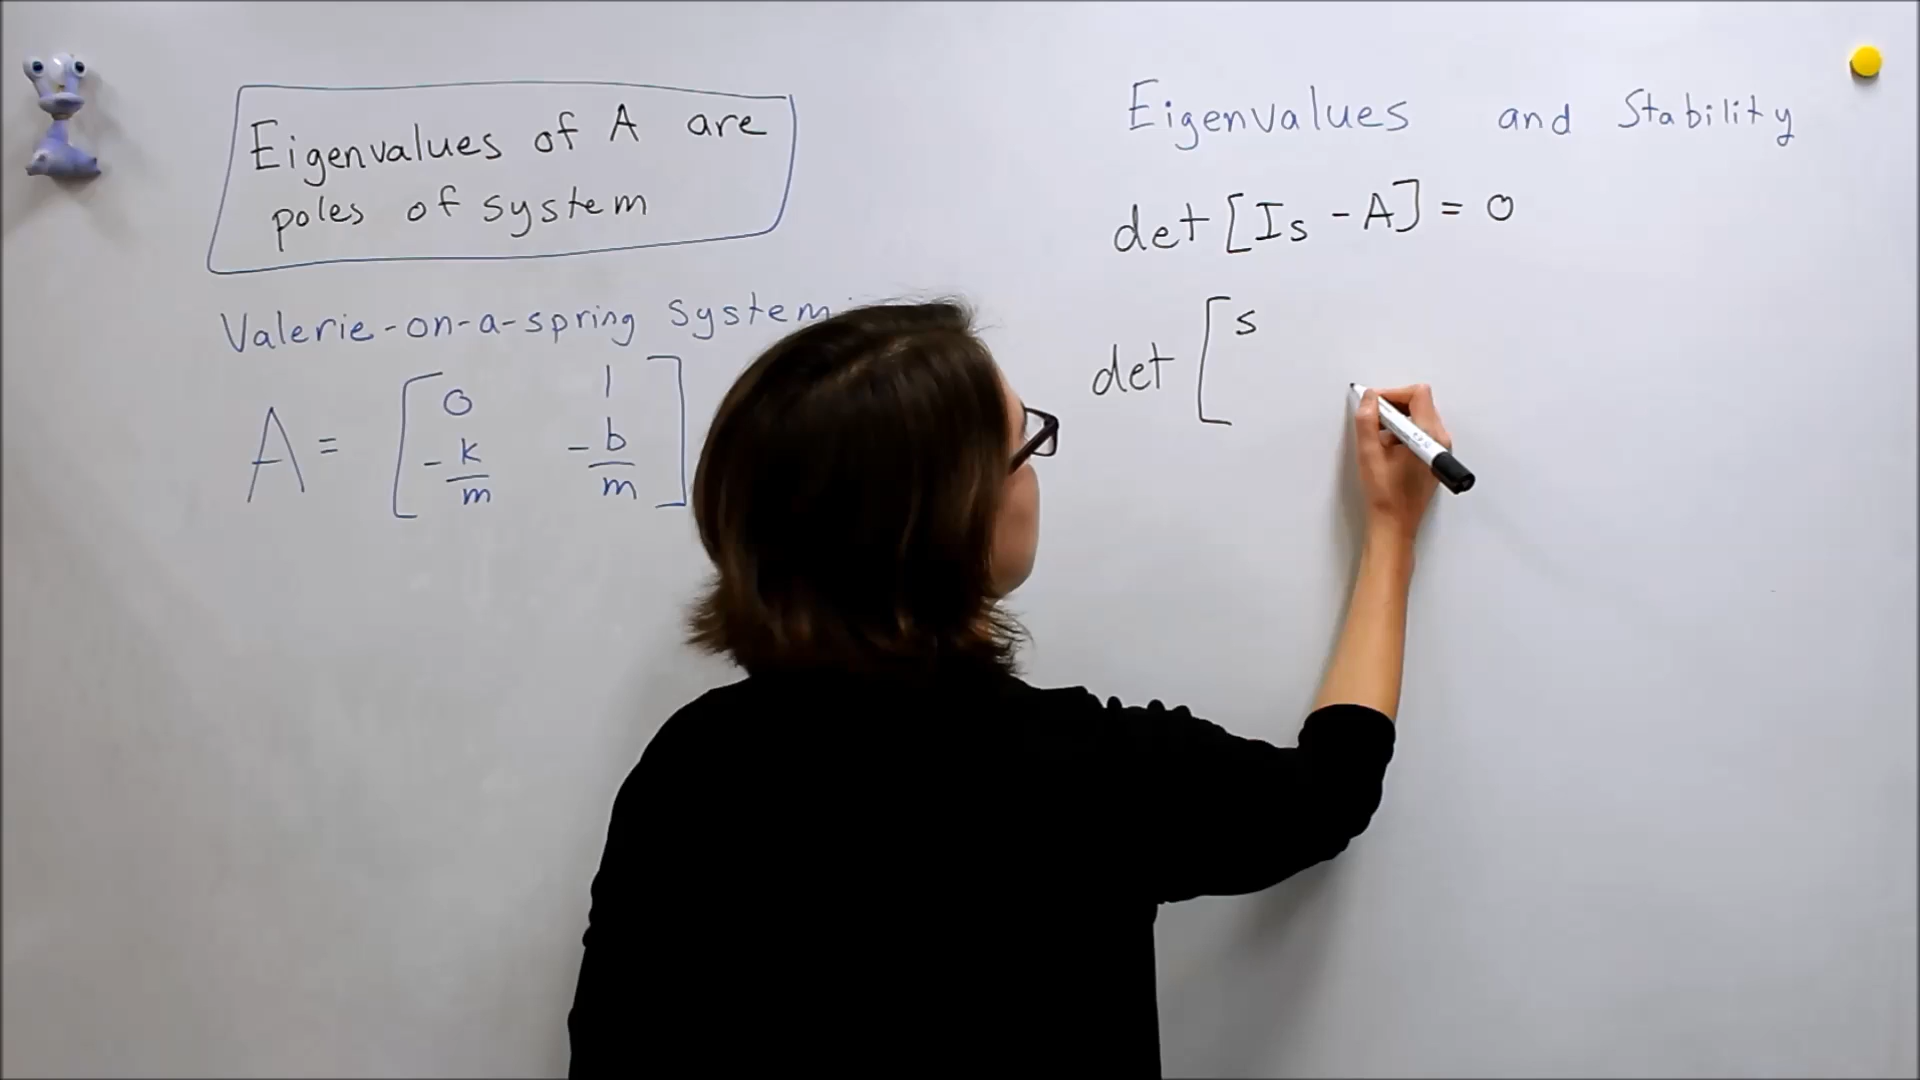 Eigenvalues of A are
poles of system
Valerie-on-a-spring system
A = [ 0 1
-k/m -b/m ]
Eigenvalues and Stability
det [Is - A] = 0
det [ s